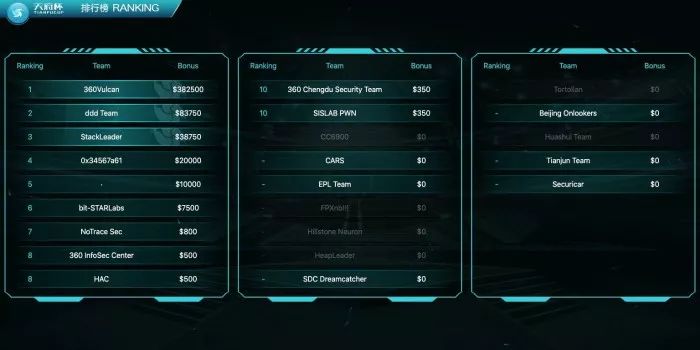 天府杯
TIANFUCUP
排行榜 RANKING
Ranking Team Bonus
1 360Vulcan $382500
2 ddd Team $83750
3 StackLeader $38750
4 0x34567a61 $20000
5 . $10000
6 bit-STARLabs $7500
7 NoTrace Sec $800
8 360 InfoSec Center $500
8 HAC $500
Ranking Team Bonus
10 360 Chengdu Security Team $350
10 SISLAB PWN $350
CC6900 $0
- CARS $0
- EPL Team $0
FPXno!!! $0
- Hillstone Neuron $0
HeapLeader $0
- SDC Dreamcatcher $0
Ranking Team Bonus
Tortolian $0
- Beijing Onlookers $0
Huashui Team $0
- Tianjun Team $0
- Securicar $0